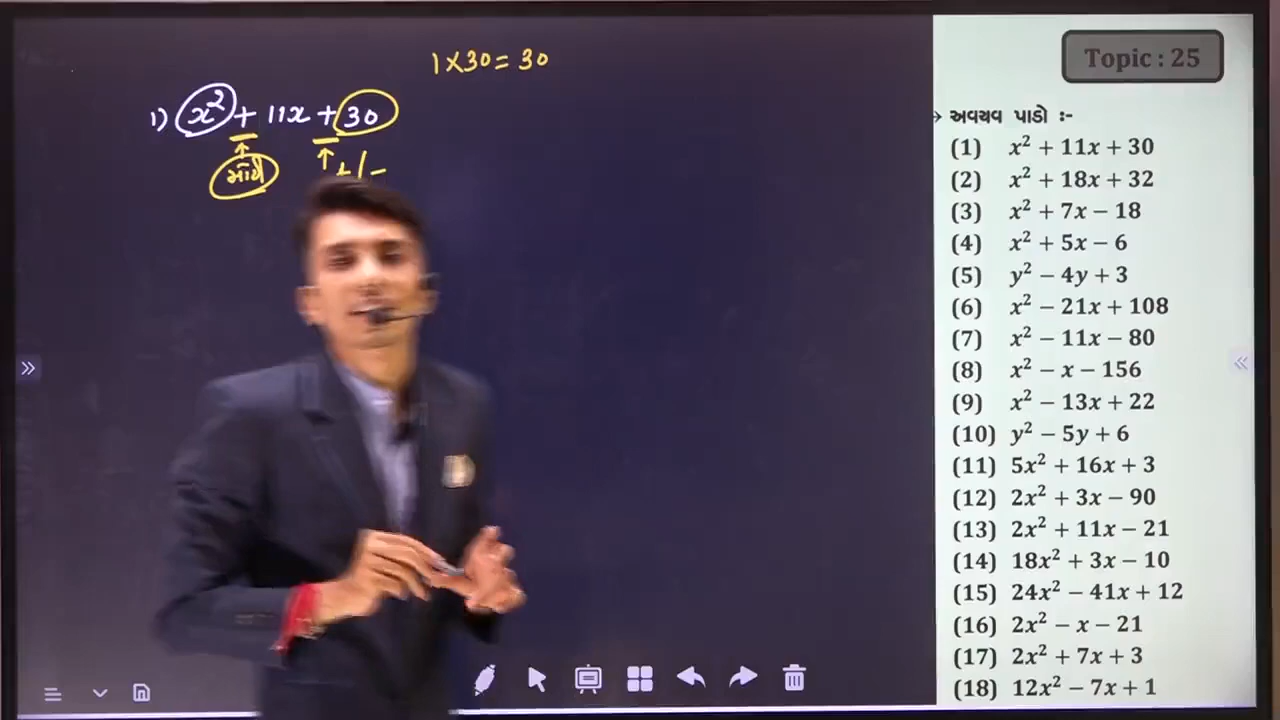 1 × 30 = 30
1) x² + 11x + 30
+/-
Topic : 25
→ અવયવ પાડો :-
(1) x² + 11x + 30
(2) x² + 18x + 32
(3) x² + 7x − 18
(4) x² + 5x − 6
(5) y² − 4y + 3
(6) x² − 21x + 108
(7) x² − 11x − 80
(8) x² − x − 156
(9) x² − 13x + 22
(10) y² − 5y + 6
(11) 5x² + 16x + 3
(12) 2x² + 3x − 90
(13) 2x² + 11x − 21
(14) 18x² + 3x − 10
(15) 24x² − 41x + 12
(16) 2x² − x − 21
(17) 2x² + 7x + 3
(18) 12x² − 7x + 1